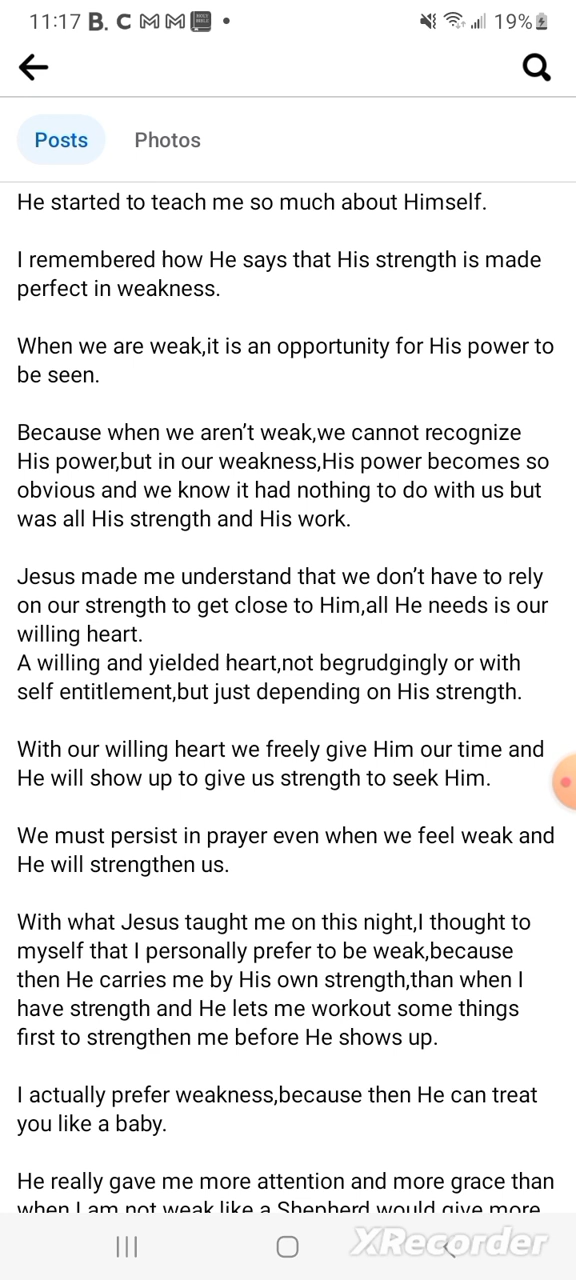 11:17 B. C M M HOLY BIBLE • 19%
Posts Photos
He started to teach me so much about Himself.
I remembered how He says that His strength is made
perfect in weakness.
When we are weak,it is an opportunity for His power to
be seen.
Because when we aren’t weak,we cannot recognize
His power,but in our weakness,His power becomes so
obvious and we know it had nothing to do with us but
was all His strength and His work.
Jesus made me understand that we don’t have to rely
on our strength to get close to Him,all He needs is our
willing heart.
A willing and yielded heart,not begrudgingly or with
self entitlement,but just depending on His strength.
With our willing heart we freely give Him our time and
He will show up to give us strength to seek Him.
We must persist in prayer even when we feel weak and
He will strengthen us.
With what Jesus taught me on this night,I thought to
myself that I personally prefer to be weak,because
then He carries me by His own strength,than when I
have strength and He lets me workout some things
first to strengthen me before He shows up.
I actually prefer weakness,because then He can treat
you like a baby.
He really gave me more attention and more grace than
when I am not weak like a Shepherd would give more
XRecorder